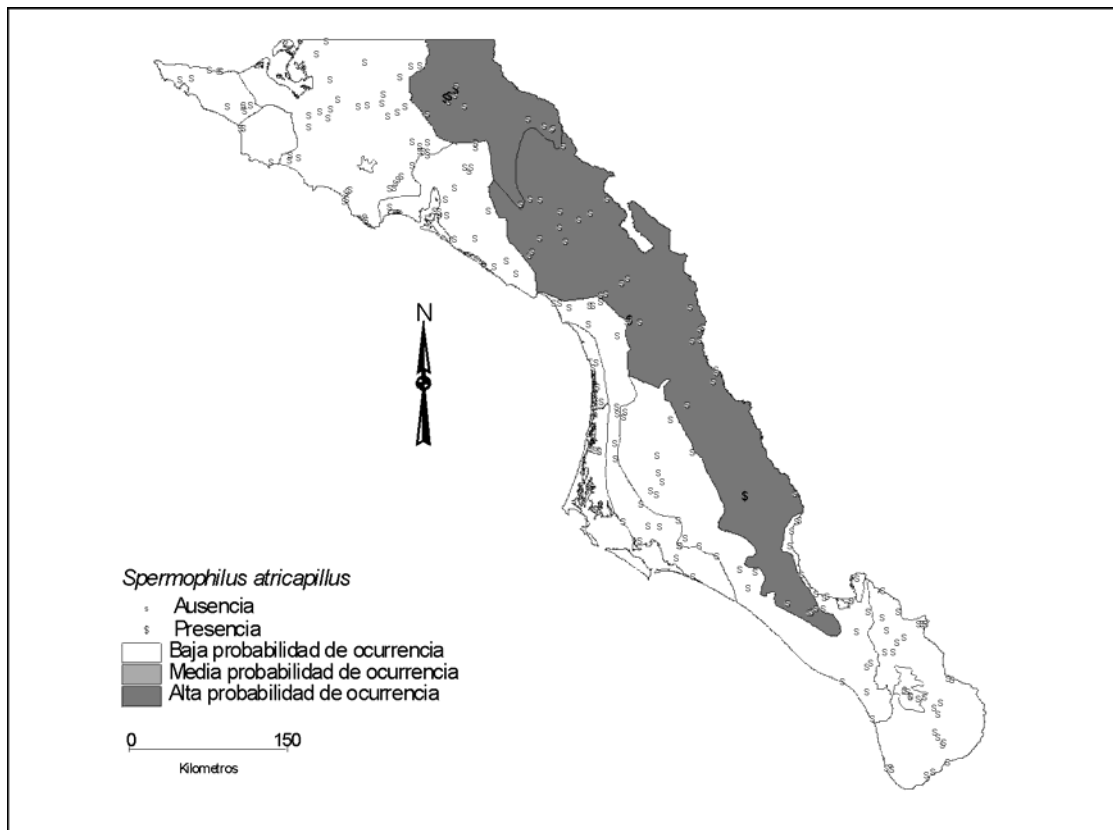 N
Spermophilus atricapillus
s Ausencia
$ Presencia
Baja probabilidad de ocurrencia
Media probabilidad de ocurrencia
Alta probabilidad de ocurrencia
0 150
Kilometros